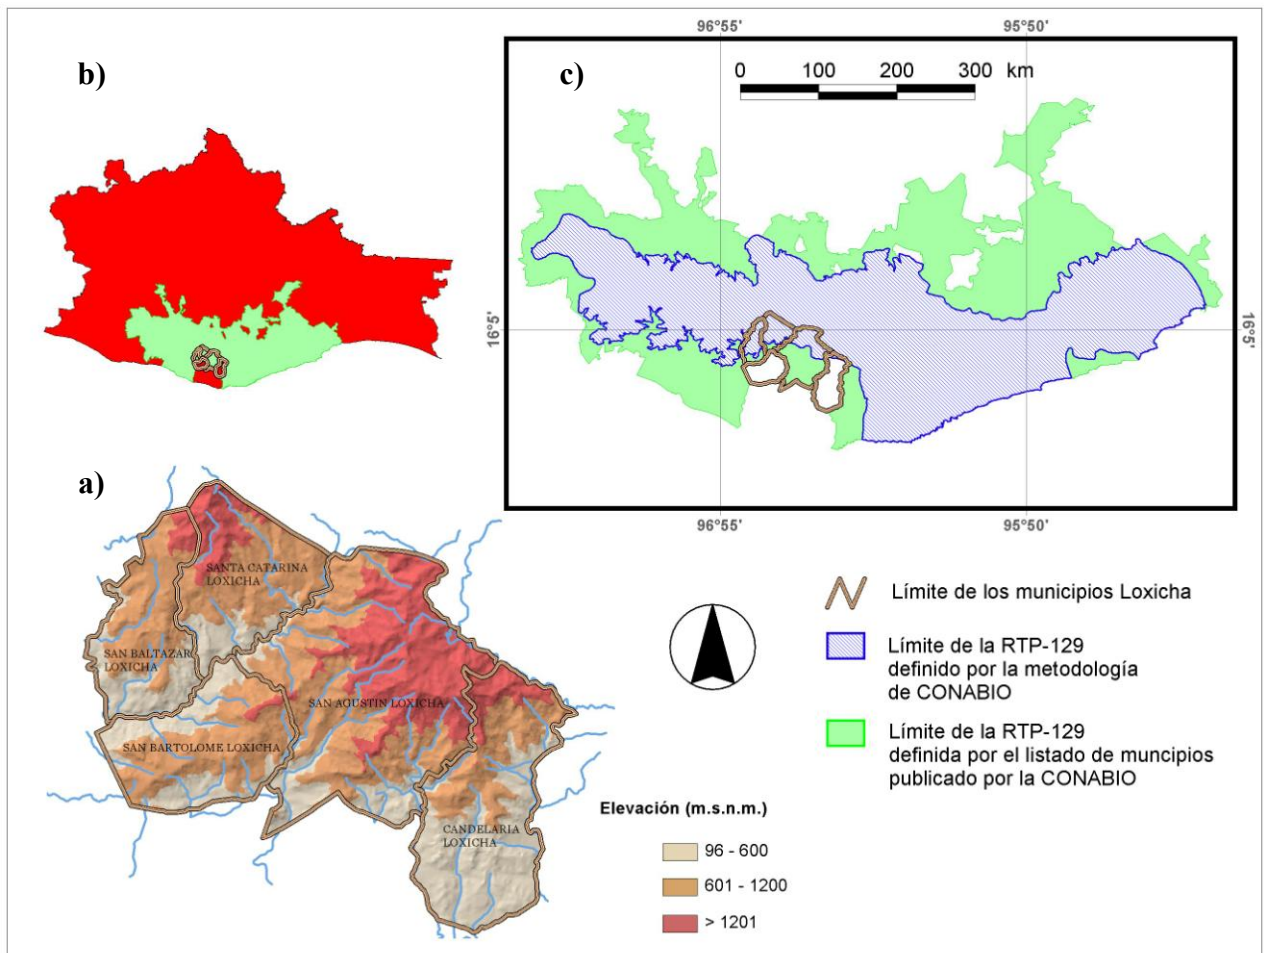 96°55'
95°50'
b)
c)
0 100 200 300 km
16°5'
16°5'
96°55'
95°50'
a)
SANTA CATARINA
LOXICHA
SAN BALTAZAR
LOXICHA
SAN AGUSTIN LOXICHA
SAN BARTOLOME LOXICHA
CANDELARIA
LOXICHA
Límite de los municipios Loxicha
Límite de la RTP-129
definido por la metodología
de CONABIO
Límite de la RTP-129
definida por el listado de muncipios
publicado por la CONABIO
Elevación (m.s.n.m.)
96 - 600
601 - 1200
> 1201